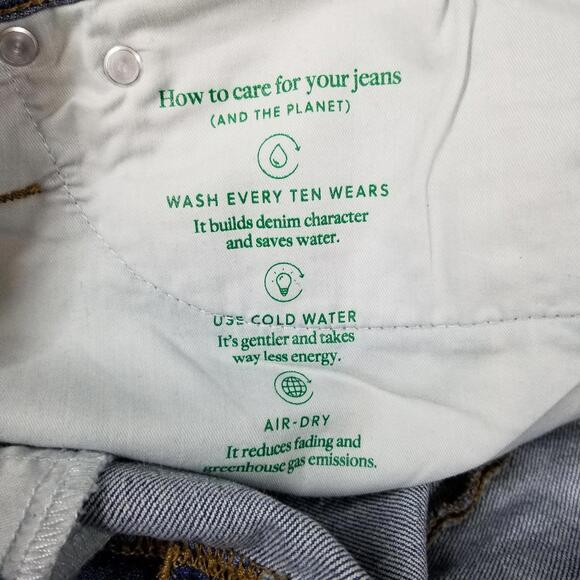 How to care for your jeans
(AND THE PLANET)
WASH EVERY TEN WEARS
It builds denim character
and saves water.
USE COLD WATER
It's gentler and takes
way less energy.
AIR-DRY
It reduces fading and
greenhouse gas emissions.